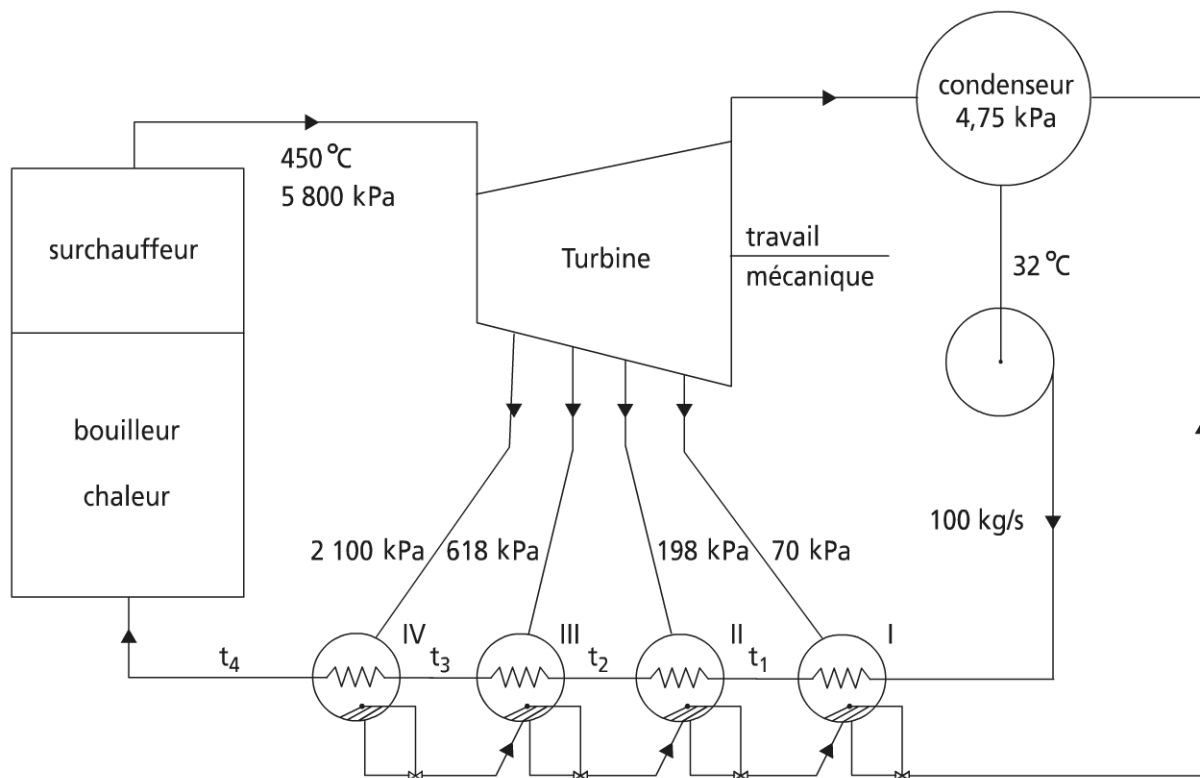 condenseur
4,75 kPa
450 °C
5 800 kPa
surchauffeur
Turbine
travail
mécanique
32 °C
bouilleur
chaleur
100 kg/s
2 100 kPa
618 kPa
198 kPa
70 kPa
IV
III
II
I
t4
t3
t2
t1